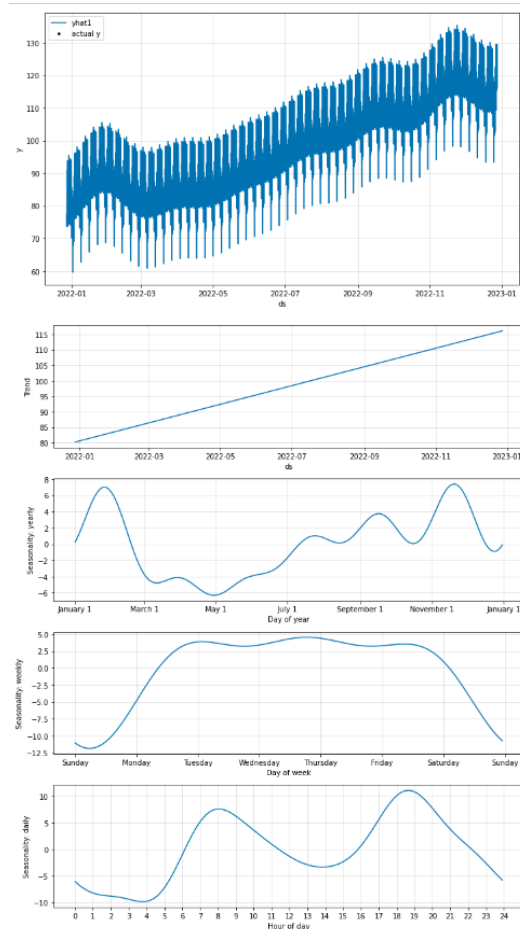 yhat1
actual y
130
120
110
100
90
80
70
60
y
2022-01 2022-03 2022-05 2022-07 2022-09 2022-11 2023-01
ds
115
110
105
100
95
90
85
80
Trend
2022-01 2022-03 2022-05 2022-07 2022-09 2022-11 2023-01
ds
8
6
4
2
0
−2
−4
−6
Seasonality: yearly
January 1 March 1 May 1 July 1 September 1 November 1 January 1
Day of year
5.0
2.5
0.0
−2.5
−5.0
−7.5
−10.0
−12.5
Seasonality: weekly
Sunday Monday Tuesday Wednesday Thursday Friday Saturday Sunday
Day of week
10
5
0
−5
−10
Seasonality: daily
0 1 2 3 4 5 6 7 8 9 10 11 12 13 14 15 16 17 18 19 20 21 22 23 24
Hour of day